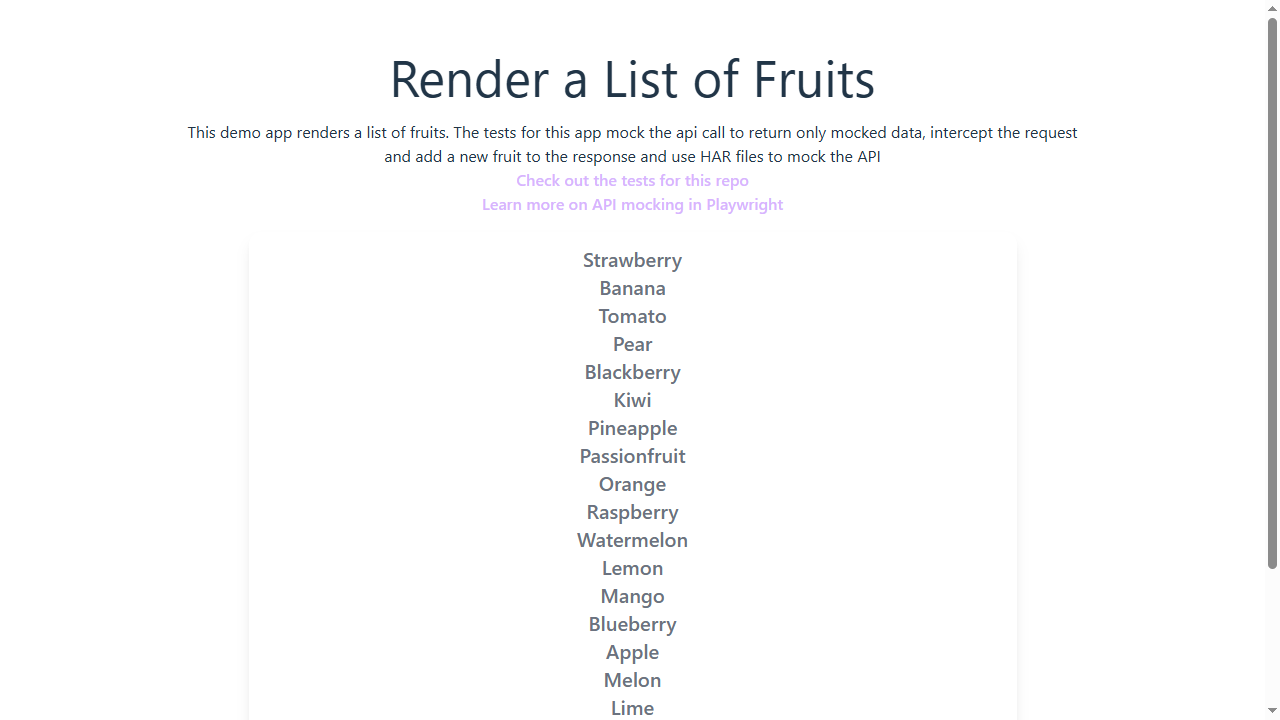 Render a List of Fruits
This demo app renders a list of fruits. The tests for this app mock the api call to return only mocked data, intercept the request
and add a new fruit to the response and use HAR files to mock the API
Check out the tests for this repo
Learn more on API mocking in Playwright
Strawberry
Banana
Tomato
Pear
Blackberry
Kiwi
Pineapple
Passionfruit
Orange
Raspberry
Watermelon
Lemon
Mango
Blueberry
Apple
Melon
Lime